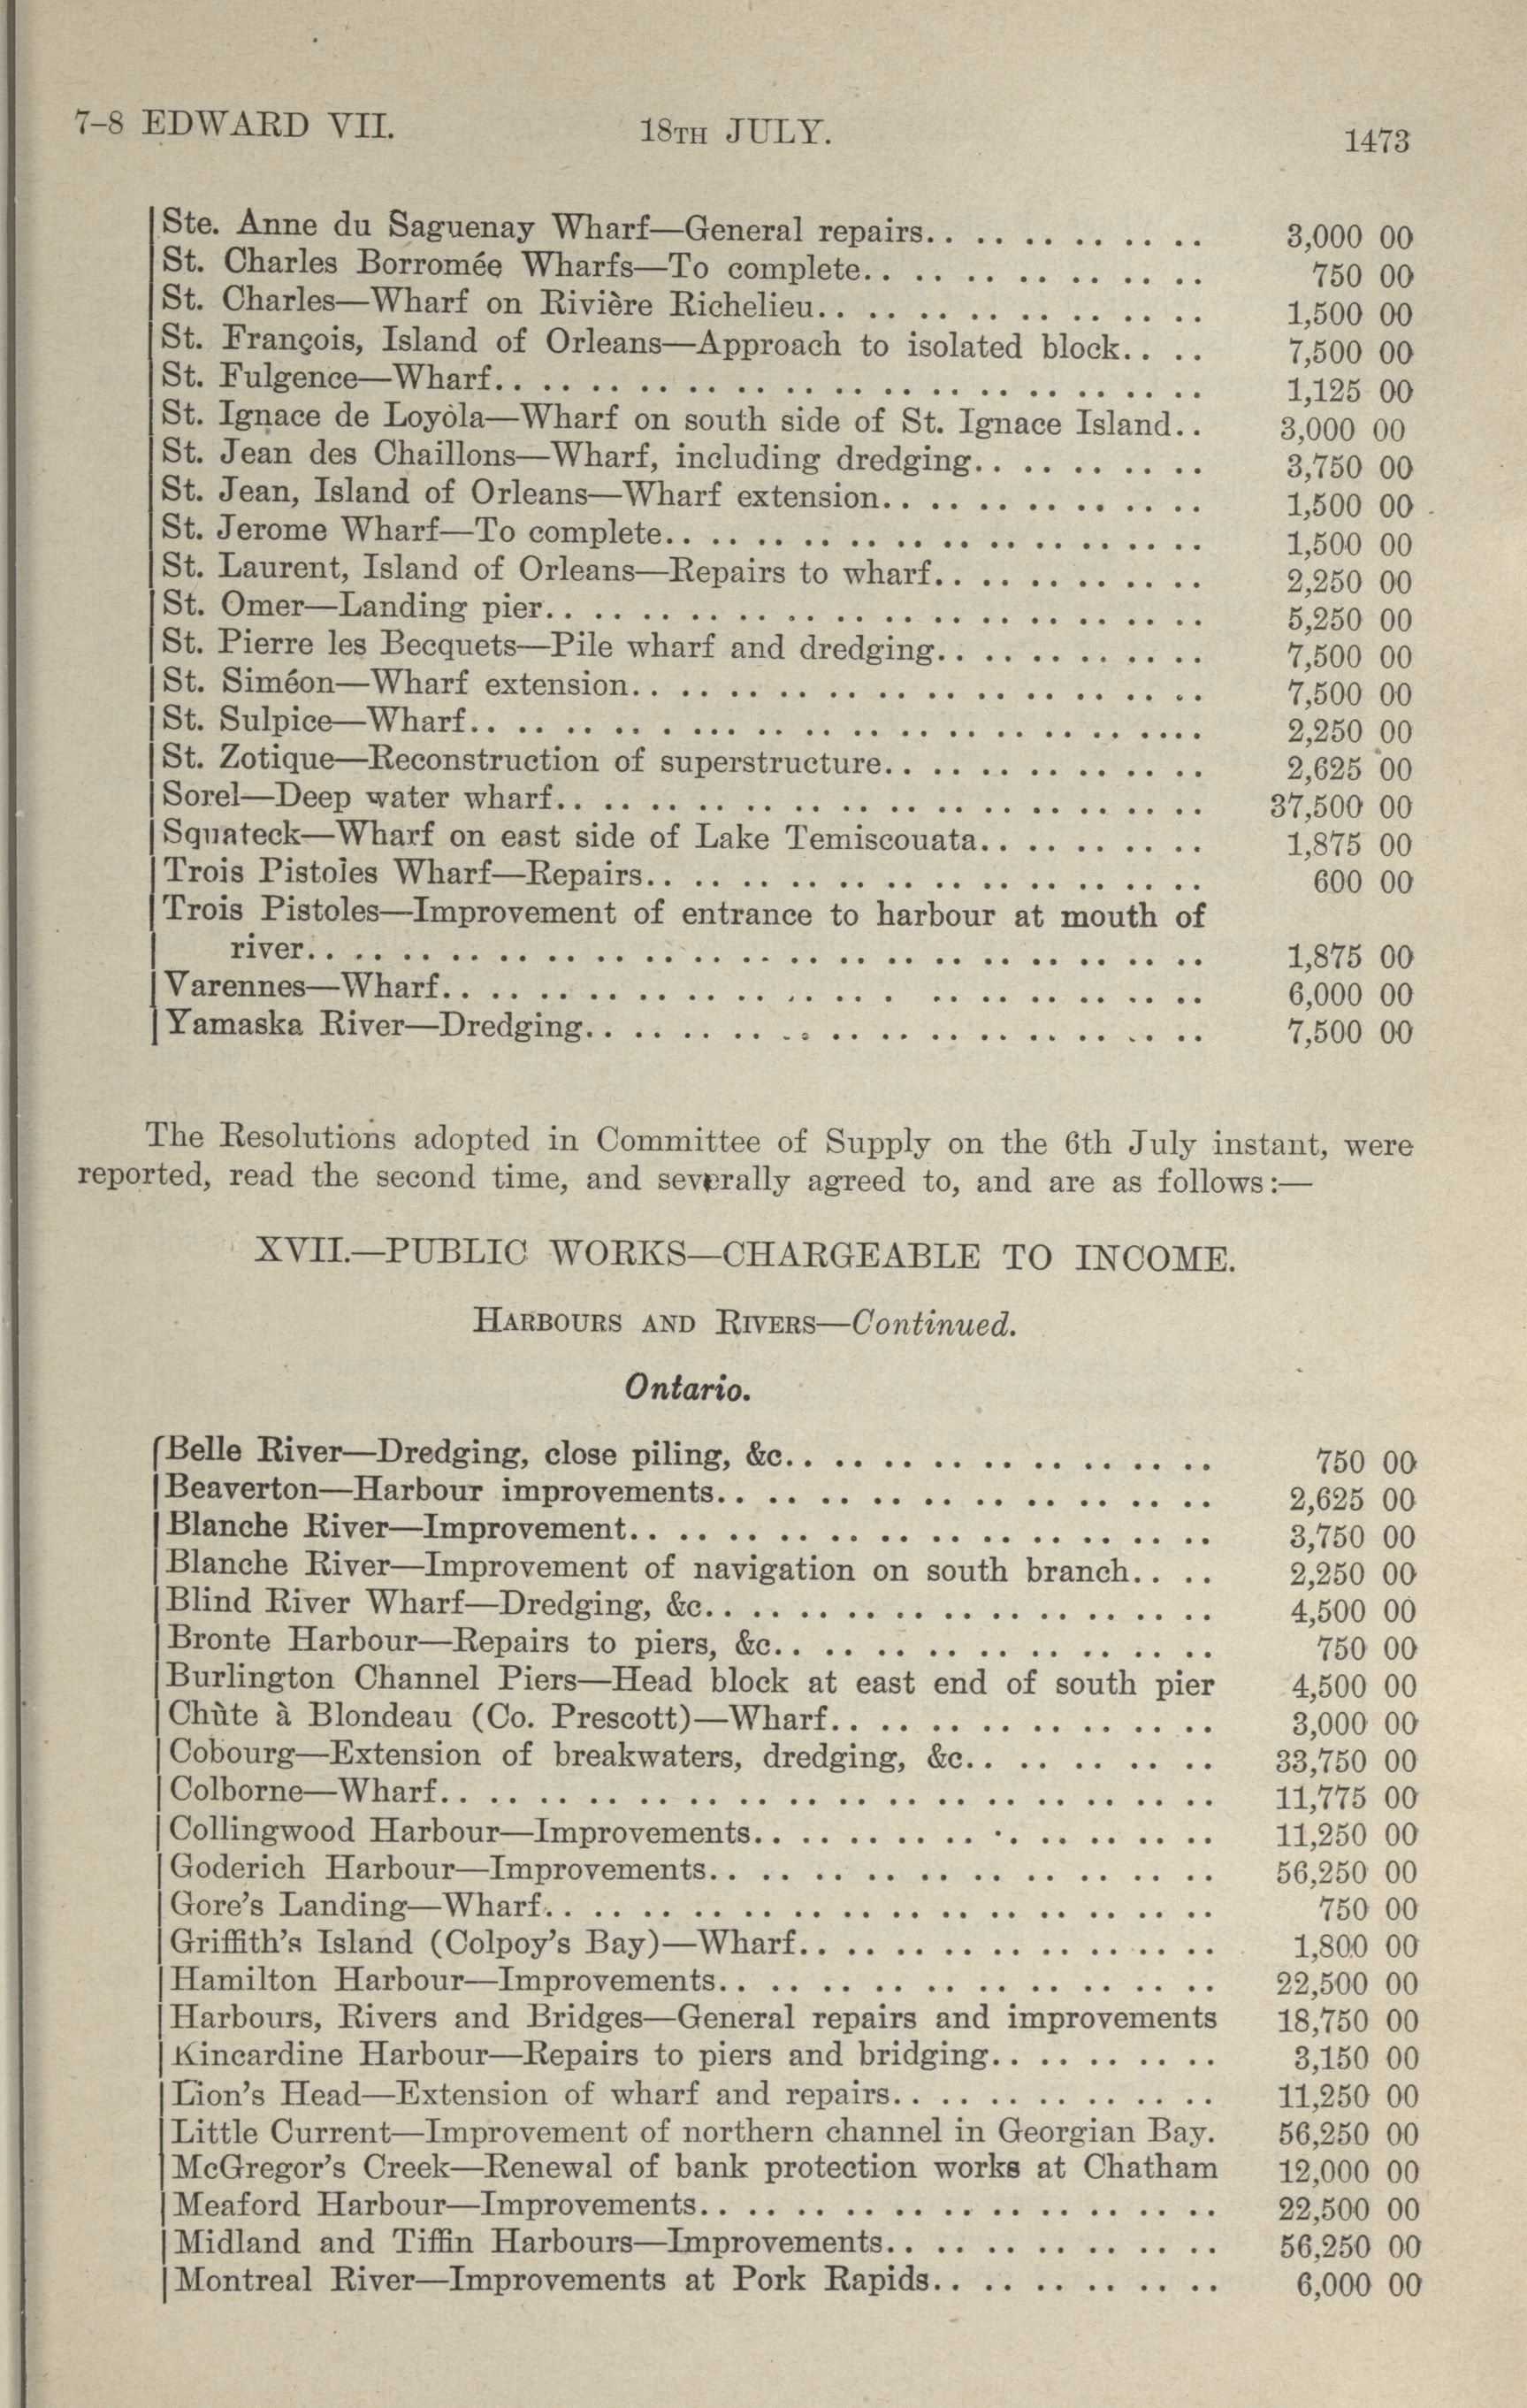 7–8 EDWARD VII. 18TH JULY. 1473
Ste. Anne du Saguenay Wharf—General repairs.. .. .. .. .. .. 3,000 00
St. Charles Borromée Wharfs—To complete.. .. .. .. .. .. .. 750 00
St. Charles—Wharf on Rivière Richelieu.. .. .. .. .. .. .. .. 1,500 00
St. François, Island of Orleans—Approach to isolated block.. .. 7,500 00
St. Fulgence—Wharf.. .. .. .. .. .. .. .. .. .. .. .. .. .. .. 1,125 00
St. Ignace de Loyola—Wharf on south side of St. Ignace Island.. 3,000 00
St. Jean des Chaillons—Wharf, including dredging.. .. .. .. .. 3,750 00
St. Jean, Island of Orleans—Wharf extension.. .. .. .. .. .. .. 1,500 00
St. Jerome Wharf—To complete.. .. .. .. .. .. .. .. .. .. .. .. 1,500 00
St. Laurent, Island of Orleans—Repairs to wharf.. .. .. .. .. .. 2,250 00
St. Omer—Landing pier.. .. .. .. .. .. .. .. .. .. .. .. .. .. 5,250 00
St. Pierre les Becquets—Pile wharf and dredging.. .. .. .. .. .. 7,500 00
St. Siméon—Wharf extension.. .. .. .. .. .. .. .. .. .. .. .. 7,500 00
St. Sulpice—Wharf.. .. .. .. .. .. .. .. .. .. .. .. .. .. .... 2,250 00
St. Zotique—Reconstruction of superstructure.. .. .. .. .. .. .. 2,625 00
Sorel—Deep water wharf.. .. .. .. .. .. .. .. .. .. .. .. .. .. 37,500 00
Squateck—Wharf on east side of Lake Temiscouata.. .. .. .. .. 1,875 00
Trois Pistoles Wharf—Repairs.. .. .. .. .. .. .. .. .. .. .. .. 600 00
Trois Pistoles—Improvement of entrance to harbour at mouth of
river.. .. .. .. .. .. .. .. .. .. .. .. .. .. .. .. .. .. .. 1,875 00
Varennes—Wharf.. .. .. .. .. .. .. .. .. .. .. .. .. .. .. .. 6,000 00
Yamaska River—Dredging.. .. .. .. .. .. .. .. .. .. .. .. .. 7,500 00
The Resolutions adopted in Committee of Supply on the 6th July instant, were
reported, read the second time, and severally agreed to, and are as follows:—
XVII.—PUBLIC WORKS—CHARGEABLE TO INCOME.
HARBOURS AND RIVERS—Continued.
Ontario.
Belle River—Dredging, close piling, &c.. .. .. .. .. .. .. .. .. 750 00
Beaverton—Harbour improvements.. .. .. .. .. .. .. .. .. .. 2,625 00
Blanche River—Improvement.. .. .. .. .. .. .. .. .. .. .. .. 3,750 00
Blanche River—Improvement of navigation on south branch.. .. 2,250 00
Blind River Wharf—Dredging, &c.. .. .. .. .. .. .. .. .. .. .. 4,500 00
Bronte Harbour—Repairs to piers, &c.. .. .. .. .. .. .. .. .. 750 00
Burlington Channel Piers—Head block at east end of south pier 4,500 00
Chûte à Blondeau (Co. Prescott)—Wharf.. .. .. .. .. .. .. .. 3,000 00
Cobourg—Extension of breakwaters, dredging, &c.. .. .. .. .. 33,750 00
Colborne—Wharf.. .. .. .. .. .. .. .. .. .. .. .. .. .. .. .. 11,775 00
Collingwood Harbour—Improvements.. .. .. .. .. .. .. .. .. 11,250 00
Goderich Harbour—Improvements.. .. .. .. .. .. .. .. .. .. 56,250 00
Gore's Landing—Wharf.. .. .. .. .. .. .. .. .. .. .. .. .. .. 750 00
Griffith's Island (Colpoy's Bay)—Wharf.. .. .. .. .. .. .. .. .. 1,800 00
Hamilton Harbour—Improvements.. .. .. .. .. .. .. .. .. .. 22,500 00
Harbours, Rivers and Bridges—General repairs and improvements 18,750 00
Kincardine Harbour—Repairs to piers and bridging.. .. .. .. .. 3,150 00
Lion's Head—Extension of wharf and repairs.. .. .. .. .. .. .. 11,250 00
Little Current—Improvement of northern channel in Georgian Bay. 56,250 00
McGregor's Creek—Renewal of bank protection works at Chatham 12,000 00
Meaford Harbour—Improvements.. .. .. .. .. .. .. .. .. .. .. 22,500 00
Midland and Tiffin Harbours—Improvements.. .. .. .. .. .. .. 56,250 00
Montreal River—Improvements at Pork Rapids.. .. .. .. .. .. 6,000 00